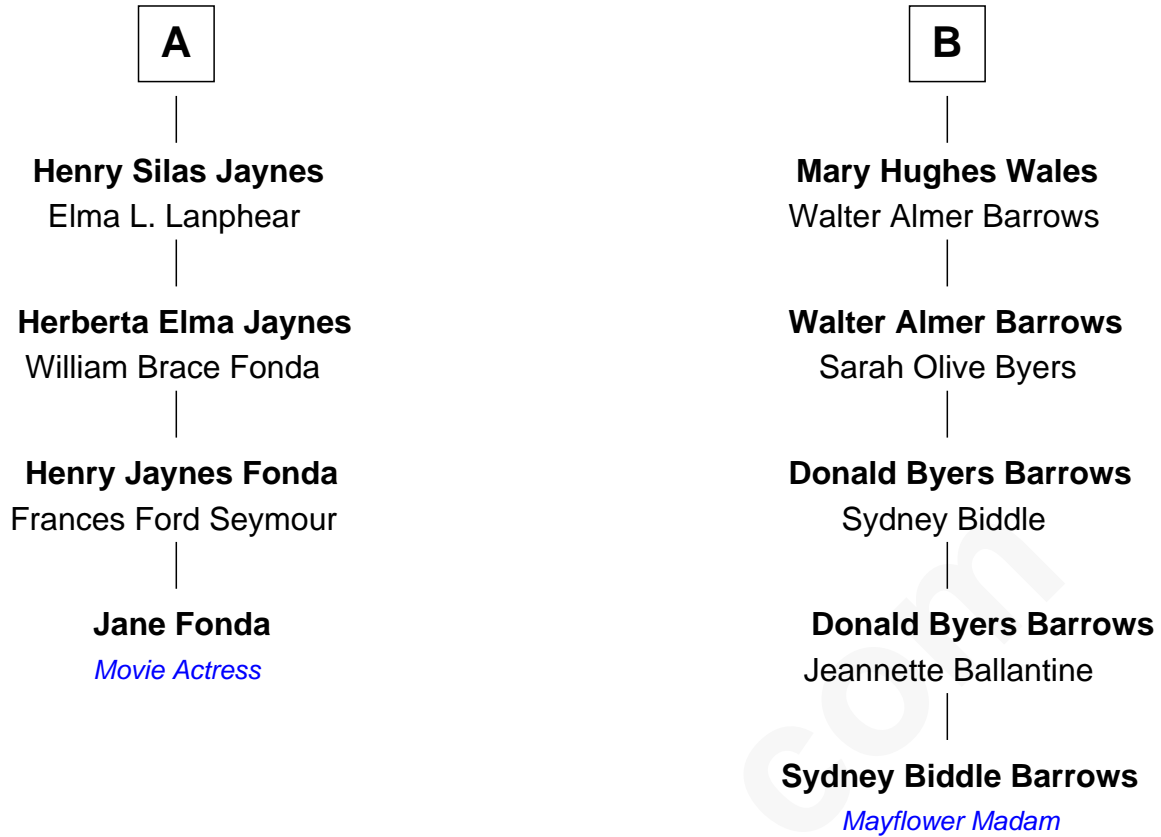 A
Henry Silas Jaynes
Elma L. Lanphear
Herberta Elma Jaynes
William Brace Fonda
Henry Jaynes Fonda
Frances Ford Seymour
Jane Fonda
Movie Actress
B
Mary Hughes Wales
Walter Almer Barrows
Walter Almer Barrows
Sarah Olive Byers
Donald Byers Barrows
Sydney Biddle
Donald Byers Barrows
Jeannette Ballantine
Sydney Biddle Barrows
Mayflower Madam
com